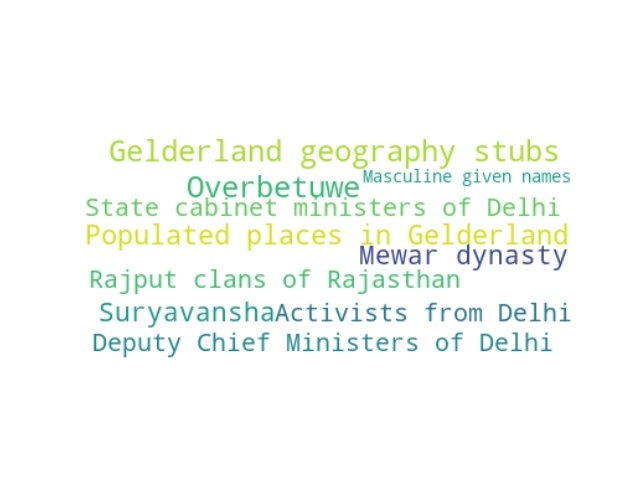 Gelderland geography stubs
Overbetuwe Masculine given names
State cabinet ministers of Delhi
Populated places in Gelderland
Mewar dynasty
Rajput clans of Rajasthan
Suryavansha Activists from Delhi
Deputy Chief Ministers of Delhi